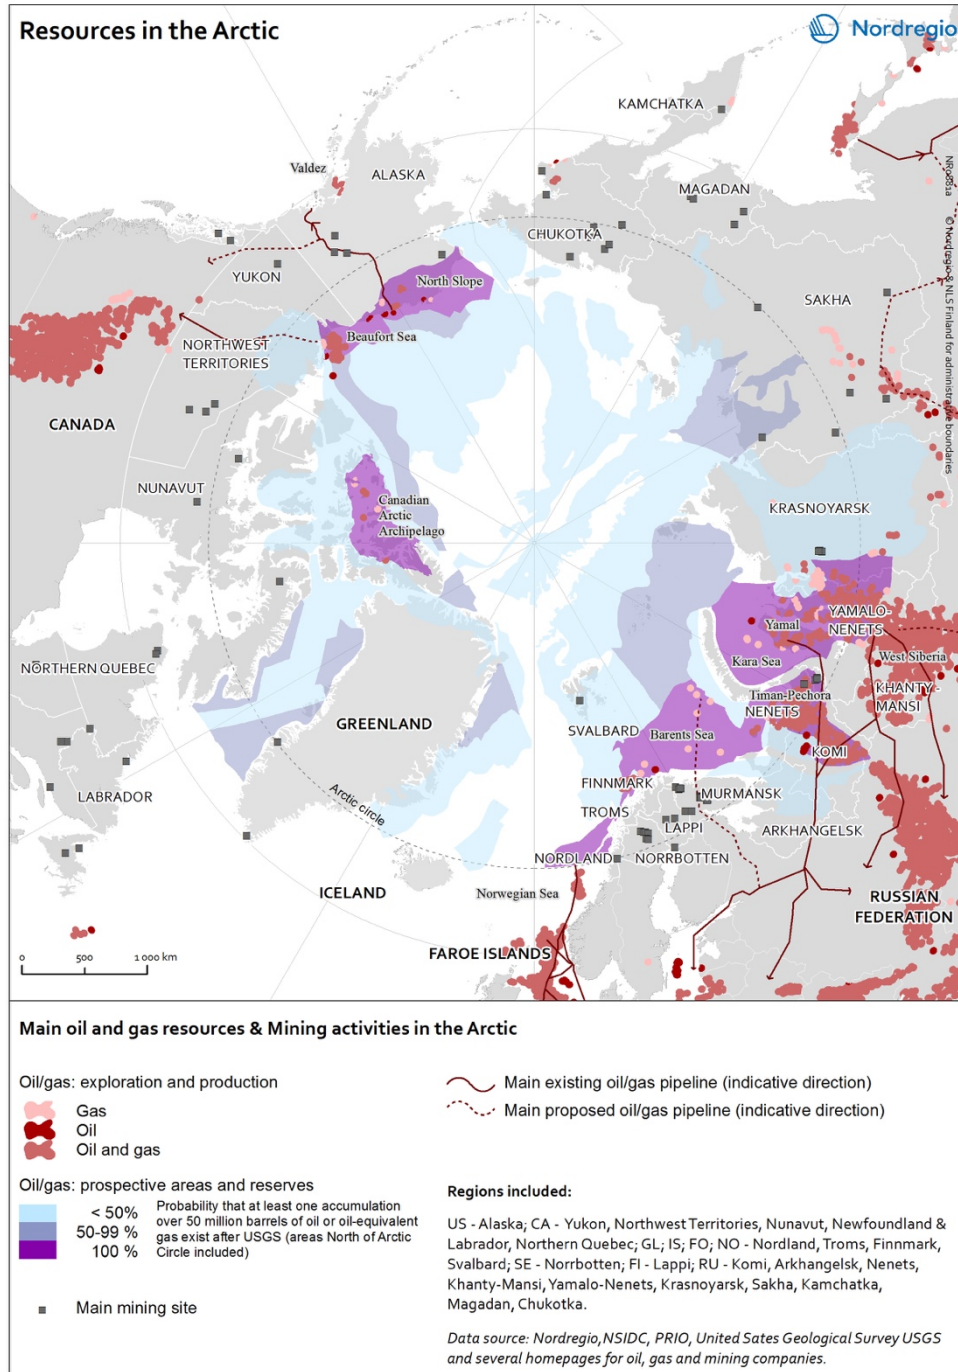 Resources in the Arctic
Nordregio
KAMCHATKA
Valdez
ALASKA
MAGADAN
CHUKOTKA
NR0881a © Nordregio & NLS Finland for administrative boundaries
YUKON
North Slope
SAKHA
Beaufort Sea
NORTHWEST
TERRITORIES
CANADA
NUNAVUT
Canadian
Arctic
Archipelago
KRASNOYARSK
Yamal
YAMALO-
NENETS
Kara Sea
West Siberia
NORTHERN QUEBEC
Timan-Pechora
NENETS
KHANTY-
MANSI
GREENLAND
SVALBARD
Barents Sea
KOMI
FINNMARK
MURMANSK
LABRADOR
Arctic circle
TROMS
LAPPI
ARKHANGELSK
NORDLAND
NORRBOTTEN
ICELAND
Norwegian Sea
RUSSIAN
FEDERATION
FAROE ISLANDS
0 500 1 000 km
Main oil and gas resources & Mining activities in the Arctic
Oil/gas: exploration and production
Gas
Oil
Oil and gas
Main existing oil/gas pipeline (indicative direction)
Main proposed oil/gas pipeline (indicative direction)
Oil/gas: prospective areas and reserves
< 50%
50-99 %
100 %
Probability that at least one accumulation
over 50 million barrels of oil or oil-equivalent
gas exist after USGS (areas North of Arctic
Circle included)
Main mining site
Regions included:
US - Alaska; CA - Yukon, Northwest Territories, Nunavut, Newfoundland &
Labrador, Northern Quebec; GL; IS; FO; NO - Nordland, Troms, Finnmark,
Svalbard; SE - Norrbotten; FI - Lappi; RU - Komi, Arkhangelsk, Nenets,
Khanty-Mansi, Yamalo-Nenets, Krasnoyarsk, Sakha, Kamchatka,
Magadan, Chukotka.
Data source: Nordregio, NSIDC, PRIO, United Sates Geological Survey USGS
and several homepages for oil, gas and mining companies.